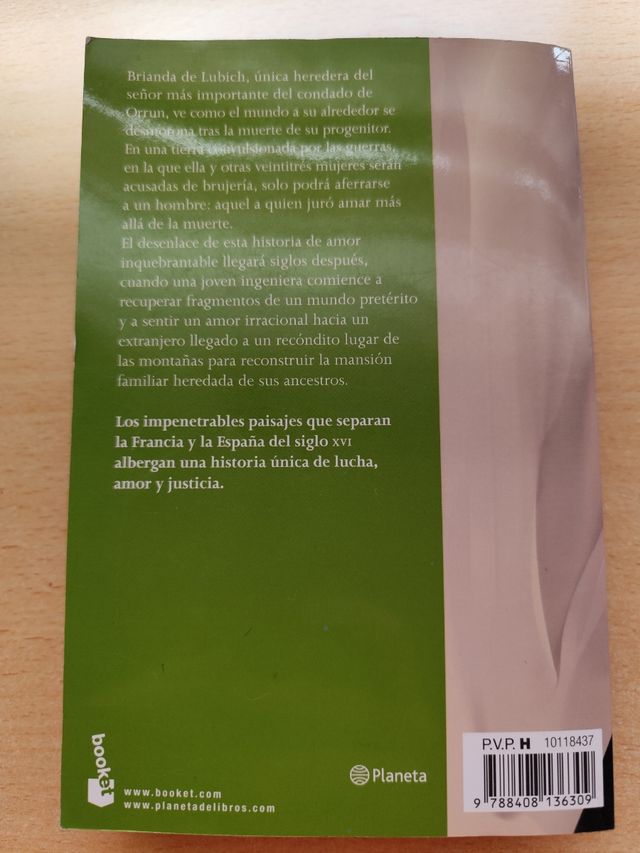 Brianda de Lubich, única heredera del
señor más importante del condado de
Orrun, ve como el mundo a su alrededor se
desmorona tras la muerte de su progenitor.
En una tierra convulsionada por las guerras,
en la que ella y otras veintitrés mujeres serán
acusadas de brujería, solo podrá aferrarse
a un hombre: aquel a quien juró amar más
allá de la muerte.
El desenlace de esta historia de amor
inquebrantable llegará siglos después,
cuando una joven ingeniera comience a
recuperar fragmentos de un mundo pretérito
y a sentir un amor irracional hacia un
extranjero llegado a un recóndito lugar de
las montañas para reconstruir la mansión
familiar heredada de sus ancestros.
Los impenetrables paisajes que separan
la Francia y la España del siglo XVI
albergan una historia única de lucha,
amor y justicia.
booket
www.booket.com
www.planetadelibros.com
Planeta
P.V.P. H 10118437
9 788408 136309